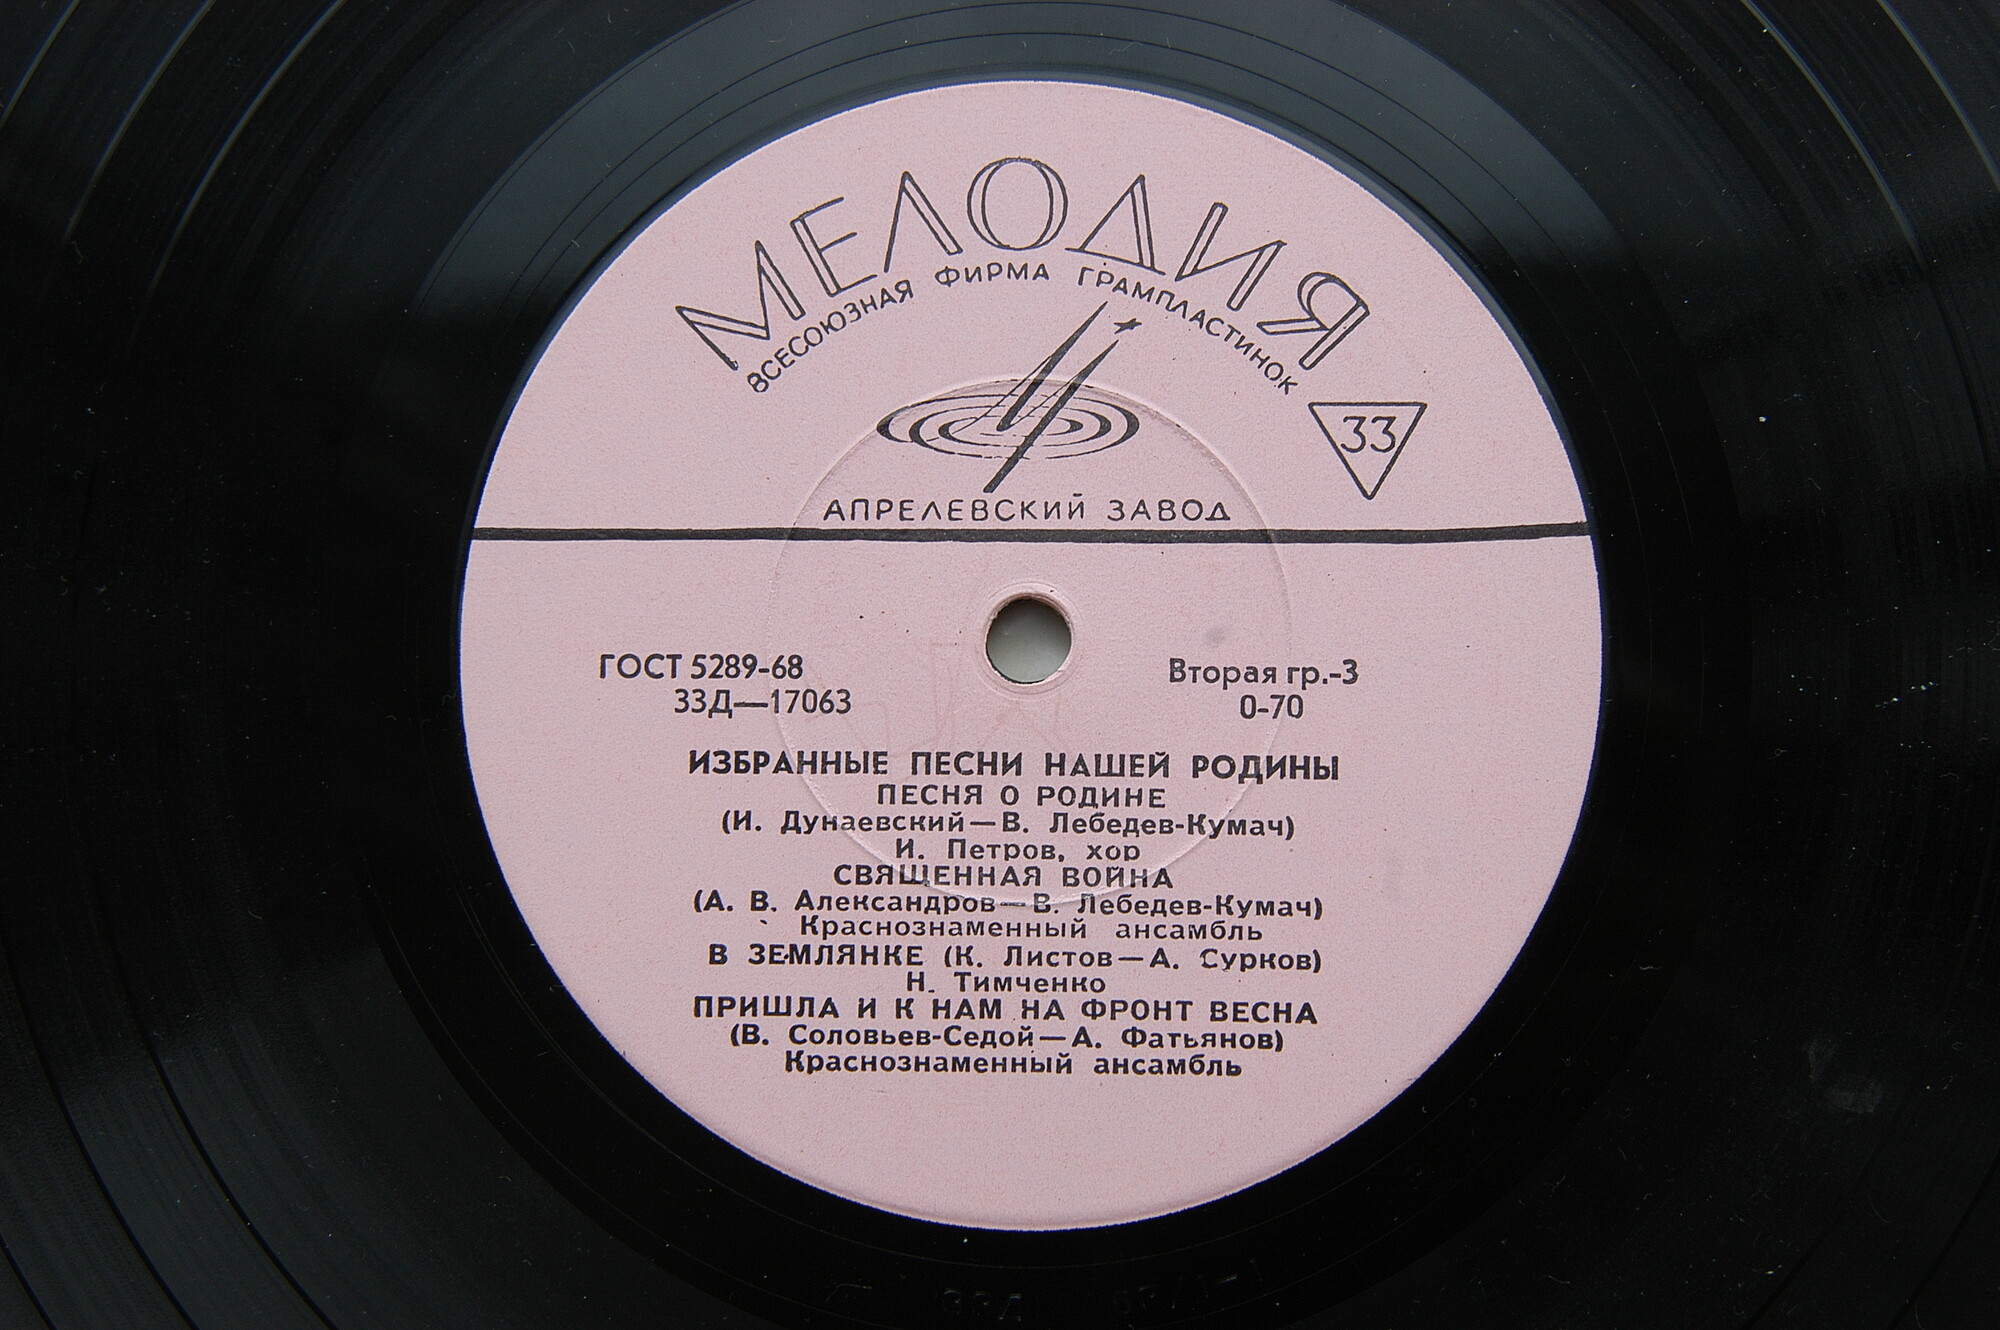 МЕЛОДИЯ
ВСЕСОЮЗНАЯ ФИРМА ГРАМПЛАСТИНОК
33
АПРЕЛЕВСКИЙ ЗАВОД
ГОСТ 5289-68
33Д—17063
Вторая гр.-3
0-70
ИЗБРАННЫЕ ПЕСНИ НАШЕЙ РОДИНЫ
ПЕСНЯ О РОДИНЕ
(И. Дунаевский—В. Лебедев-Кумач)
И. Петров, хор
СВЯЩЕННАЯ ВОЙНА
(А. В. Александров—В. Лебедев-Кумач)
Краснознаменный ансамбль
В ЗЕМЛЯНКЕ (К. Листов—А. Сурков)
Н. Тимченко
ПРИШЛА И К НАМ НА ФРОНТ ВЕСНА
(В. Соловьев-Седой—А. Фатьянов)
Краснознаменный ансамбль
33Д